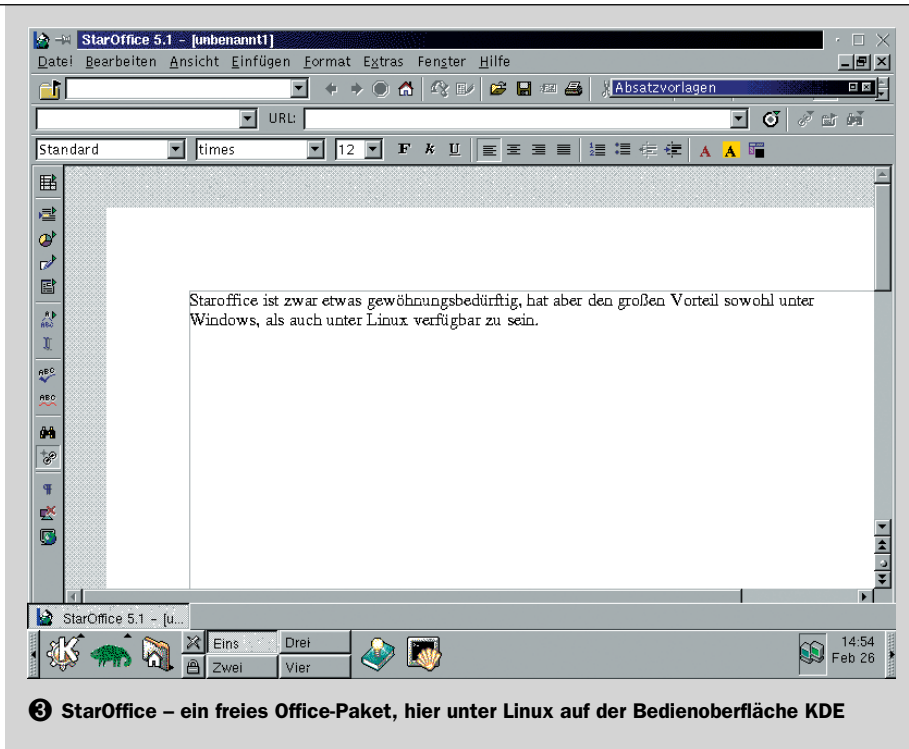 StarOffice 5.1 - [unbenannt1]
Datei Bearbeiten Ansicht Einfügen Format Extras Fenster Hilfe
Absatzvorlagen
URL:
Standard times 12 F k U A A
ABC
ABC
Staroffice ist zwar etwas gewöhnungsbedürftig, hat aber den großen Vorteil sowohl unter
Windows, als auch unter Linux verfügbar zu sein.
StarOffice 5.1 - [u...
Eins Drei
Zwei Vier
14:54
Feb 26
❸ StarOffice – ein freies Office-Paket, hier unter Linux auf der Bedienoberfläche KDE